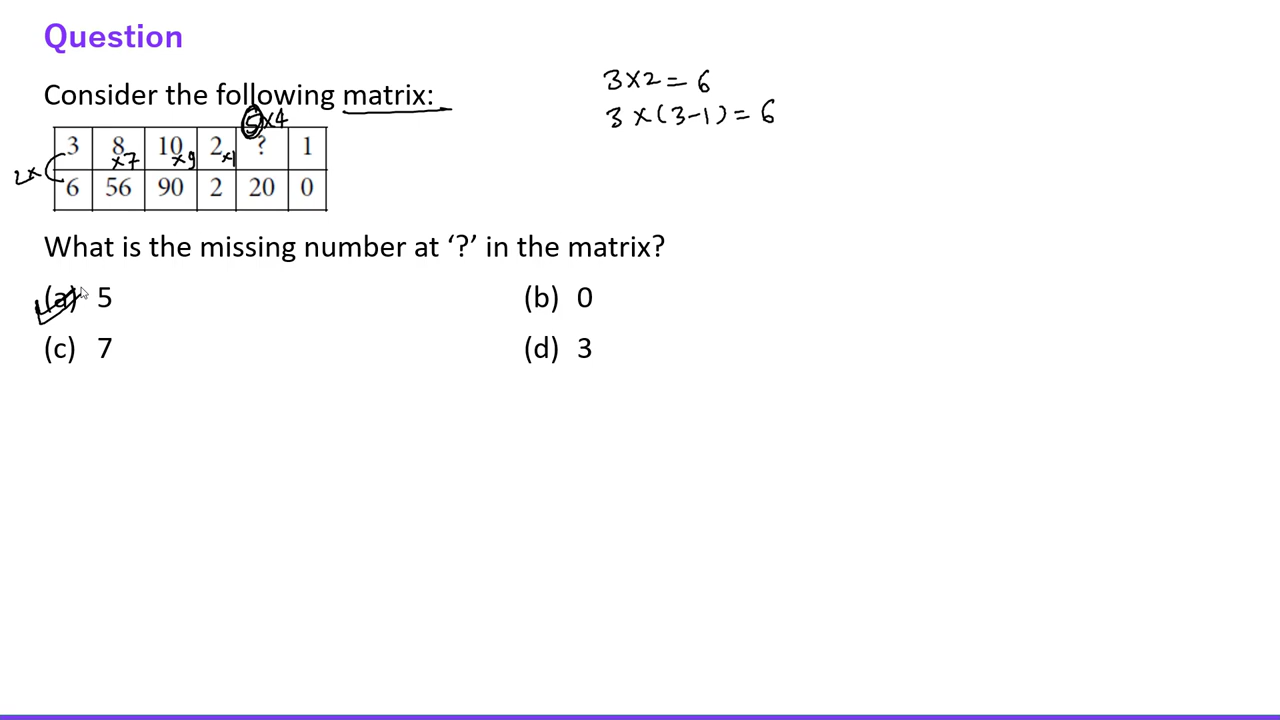 Question
3×2=6
Consider the following matrix:
3×(3-1)=6
5×4
3 8 10 2 ? 1
×7 ×9 ×1
2×
6 56 90 2 20 0
What is the missing number at ‘?’ in the matrix?
(a) 5 (b) 0
(c) 7 (d) 3